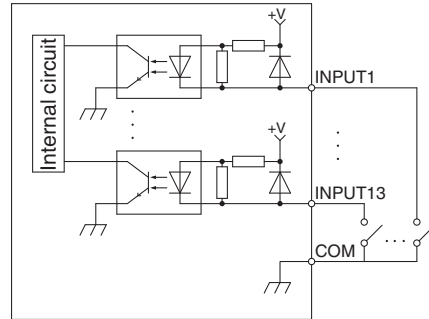 Internal circuit
+V
INPUT1
+V
INPUT13
COM